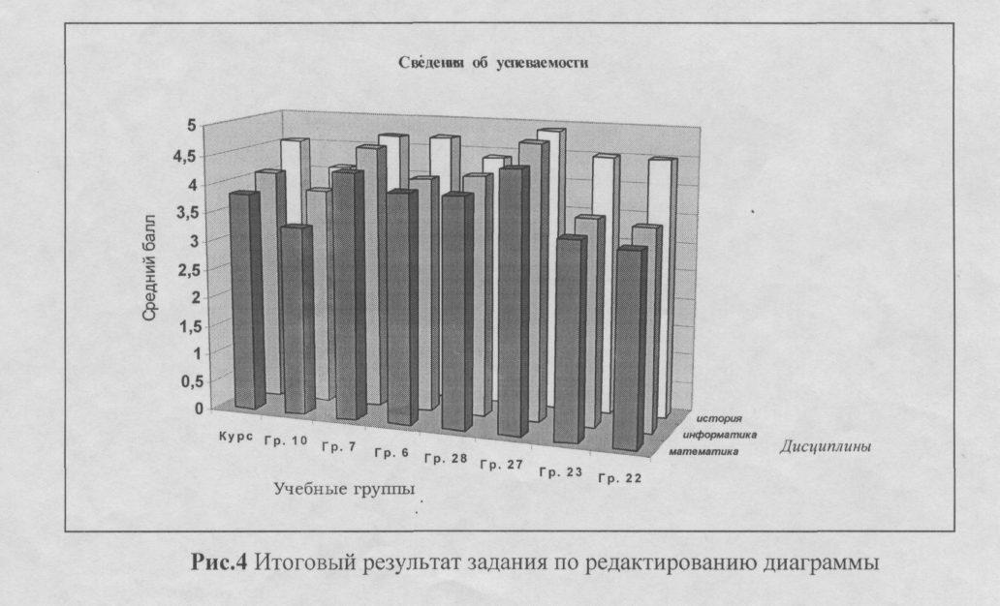 Сведения об успеваемости
5
4,5
4
3,5
3
2,5
2
1,5
1
0,5
0
Средний балл
Курс
Гр. 10
Гр. 7
Гр. 6
Гр. 28
Гр. 27
Гр. 23
Гр. 22
история
информатика
математика
Дисциплины
Учебные группы
Рис.4 Итоговый результат задания по редактированию диаграммы